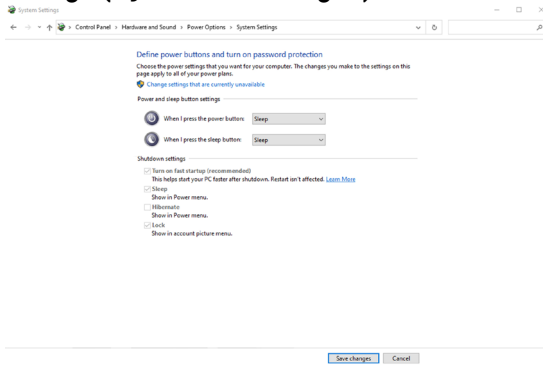 System Settings
Control Panel > Hardware and Sound > Power Options > System Settings
Define power buttons and turn on password protection
Choose the power settings that you want for your computer. The changes you make to the settings on this
page apply to all of your power plans.
Change settings that are currently unavailable
Power and sleep button settings
When I press the power button: Sleep
When I press the sleep button: Sleep
Shutdown settings
Turn on fast startup (recommended)
This helps start your PC faster after shutdown. Restart isn't affected. Learn More
Sleep
Show in Power menu.
Hibernate
Show in Power menu.
Lock
Show in account picture menu.
Save changes Cancel